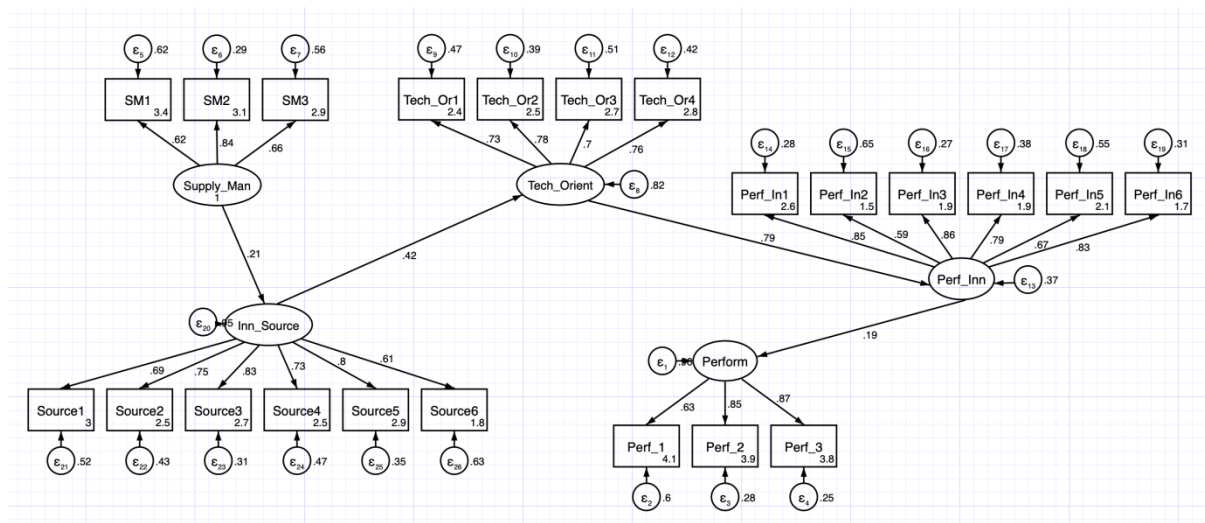 ε5 .62 ε6 .29 ε7 .56 ε9 .47 ε10 .39 ε11 .51 ε12 .42
SM1 3.4 SM2 3.1 SM3 2.9 Tech_Or1 2.4 Tech_Or2 2.5 Tech_Or3 2.7 Tech_Or4 2.8
.62 .84 .66 .73 .78 .7 .76
ε14 .28 ε15 .65 ε16 .27 ε17 .38 ε18 .55 ε19 .31
Supply_Man 1 Tech_Orient ε8 .82
Perf_In1 2.6 Perf_In2 1.5 Perf_In3 1.9 Perf_In4 1.9 Perf_In5 2.1 Perf_In6 1.7
.21 .42 .79 .85 .59 .86 .79 .67 .83
Perf_Inn ε13 .37
ε20 .95 Inn_Source
.19
ε1 .96 Perform
.69 .75 .83 .73 .8 .61
Source1 3 Source2 2.5 Source3 2.7 Source4 2.5 Source5 2.9 Source6 1.8
.63 .85 .87
Perf_1 4.1 Perf_2 3.9 Perf_3 3.8
ε21 .52 ε22 .43 ε23 .31 ε24 .47 ε25 .35 ε26 .63
ε2 .6 ε3 .28 ε4 .25